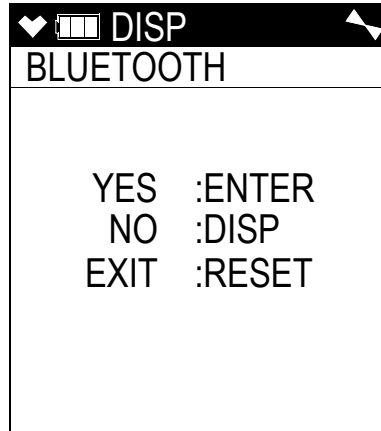 DISP
BLUETOOTH
YES :ENTER
NO :DISP
EXIT :RESET